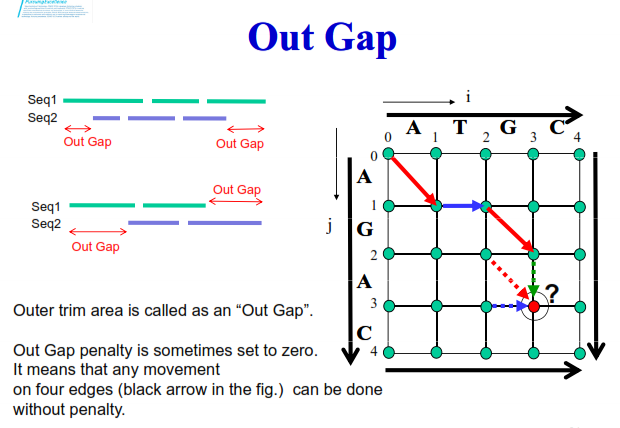 Out Gap
Seq1
Seq2
Out Gap
Out Gap
Out Gap
Seq1
Seq2
Out Gap
Outer trim area is called as an “Out Gap”.
Out Gap penalty is sometimes set to zero.
It means that any movement
on four edges (black arrow in the fig.) can be done
without penalty.
i
A T G C
0 1 2 3 4
j
0
A
1
G
2
A
3
?
C
4